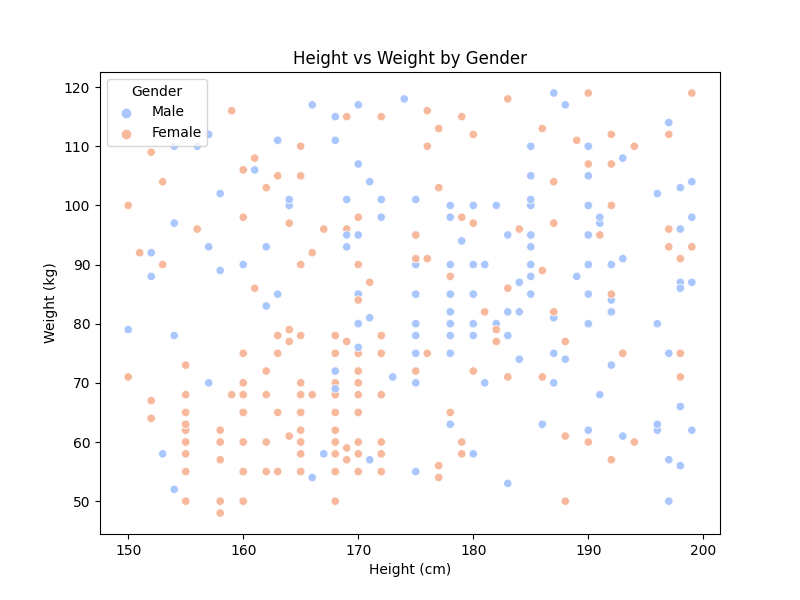 Height vs Weight by Gender
Gender
Male
Female
120
110
100
90
80
70
60
50
Weight (kg)
150 160 170 180 190 200
Height (cm)